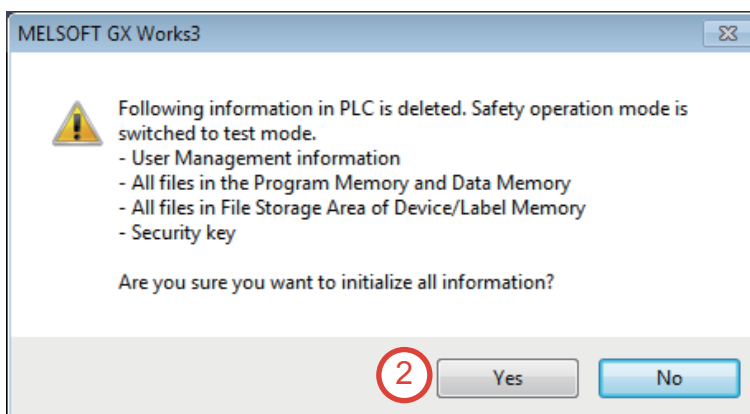 MELSOFT GX Works3
Following information in PLC is deleted. Safety operation mode is
switched to test mode.
- User Management information
- All files in the Program Memory and Data Memory
- All files in File Storage Area of Device/Label Memory
- Security key
Are you sure you want to initialize all information?
2 Yes No